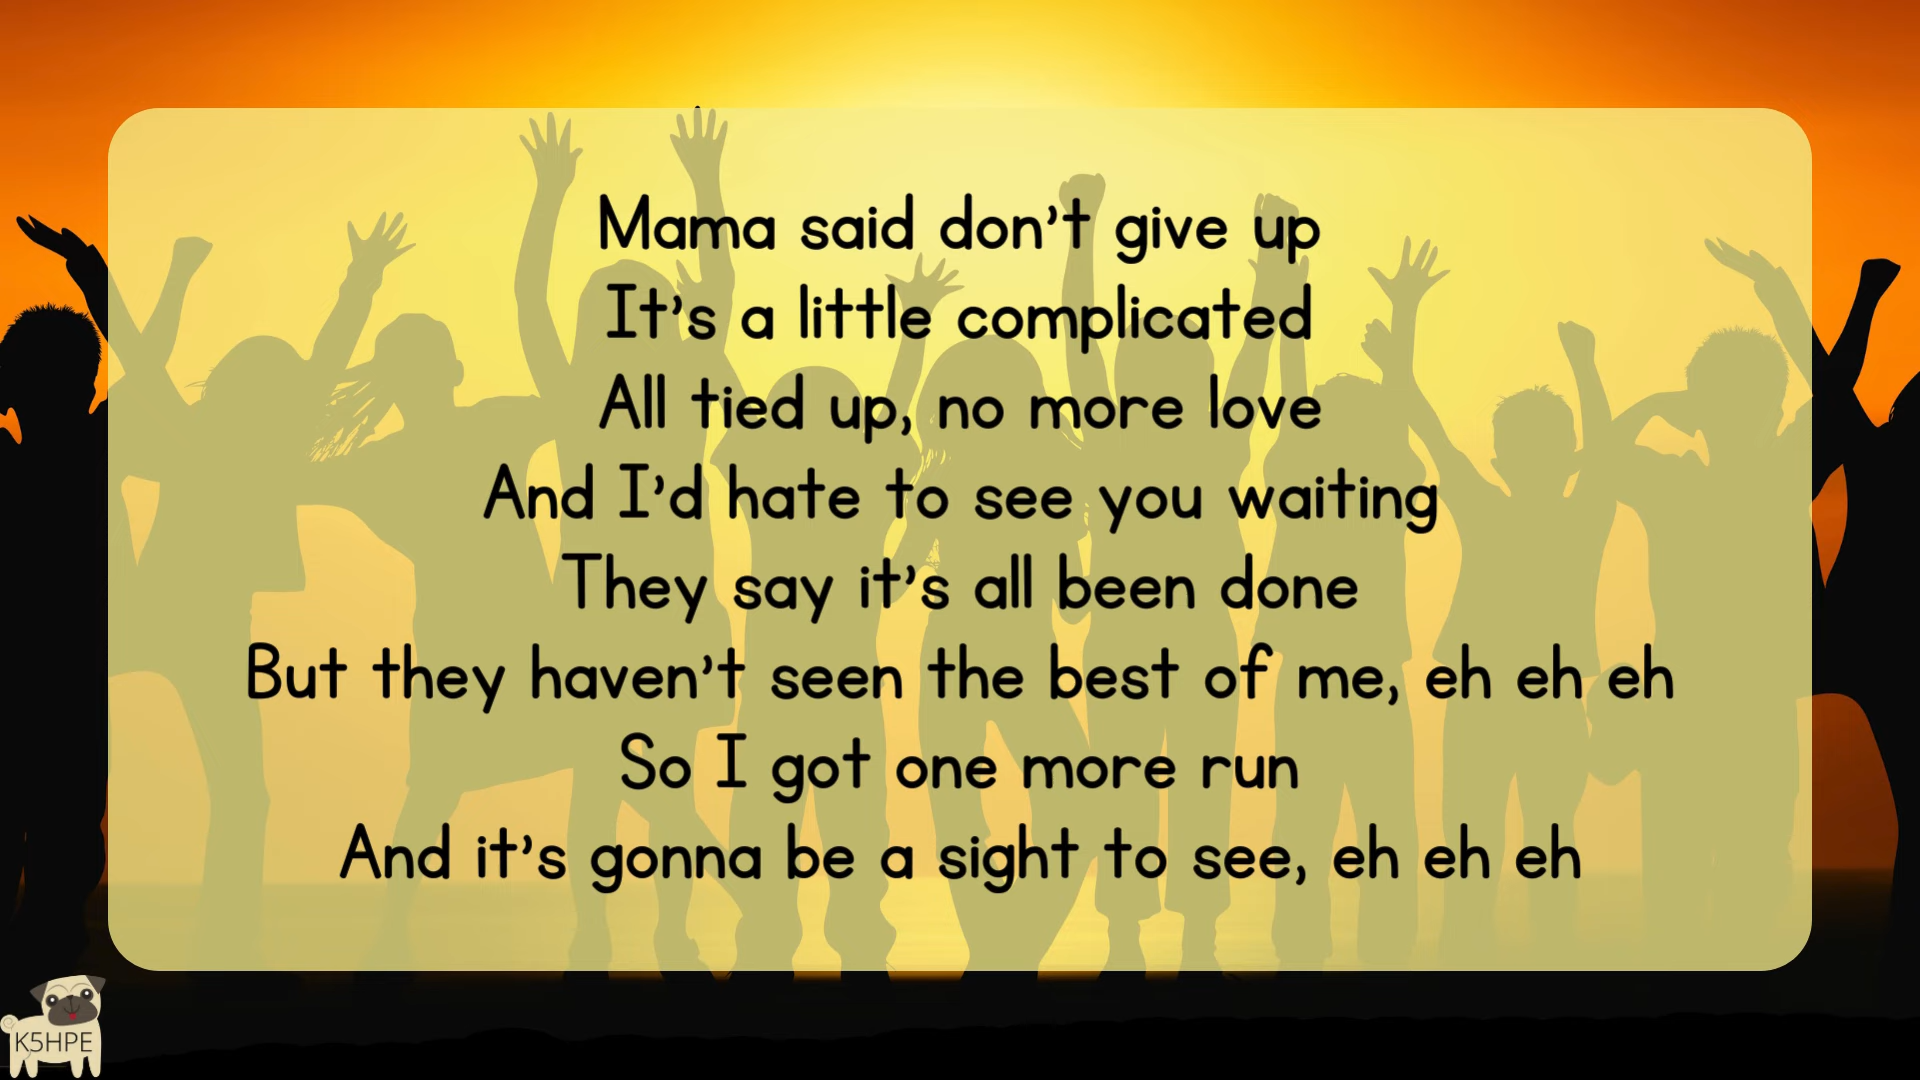 Mama said don't give up
It's a little complicated
All tied up, no more love
And I'd hate to see you waiting
They say it's all been done
But they haven't seen the best of me, eh eh eh
So I got one more run
And it's gonna be a sight to see, eh eh eh
K5HPE